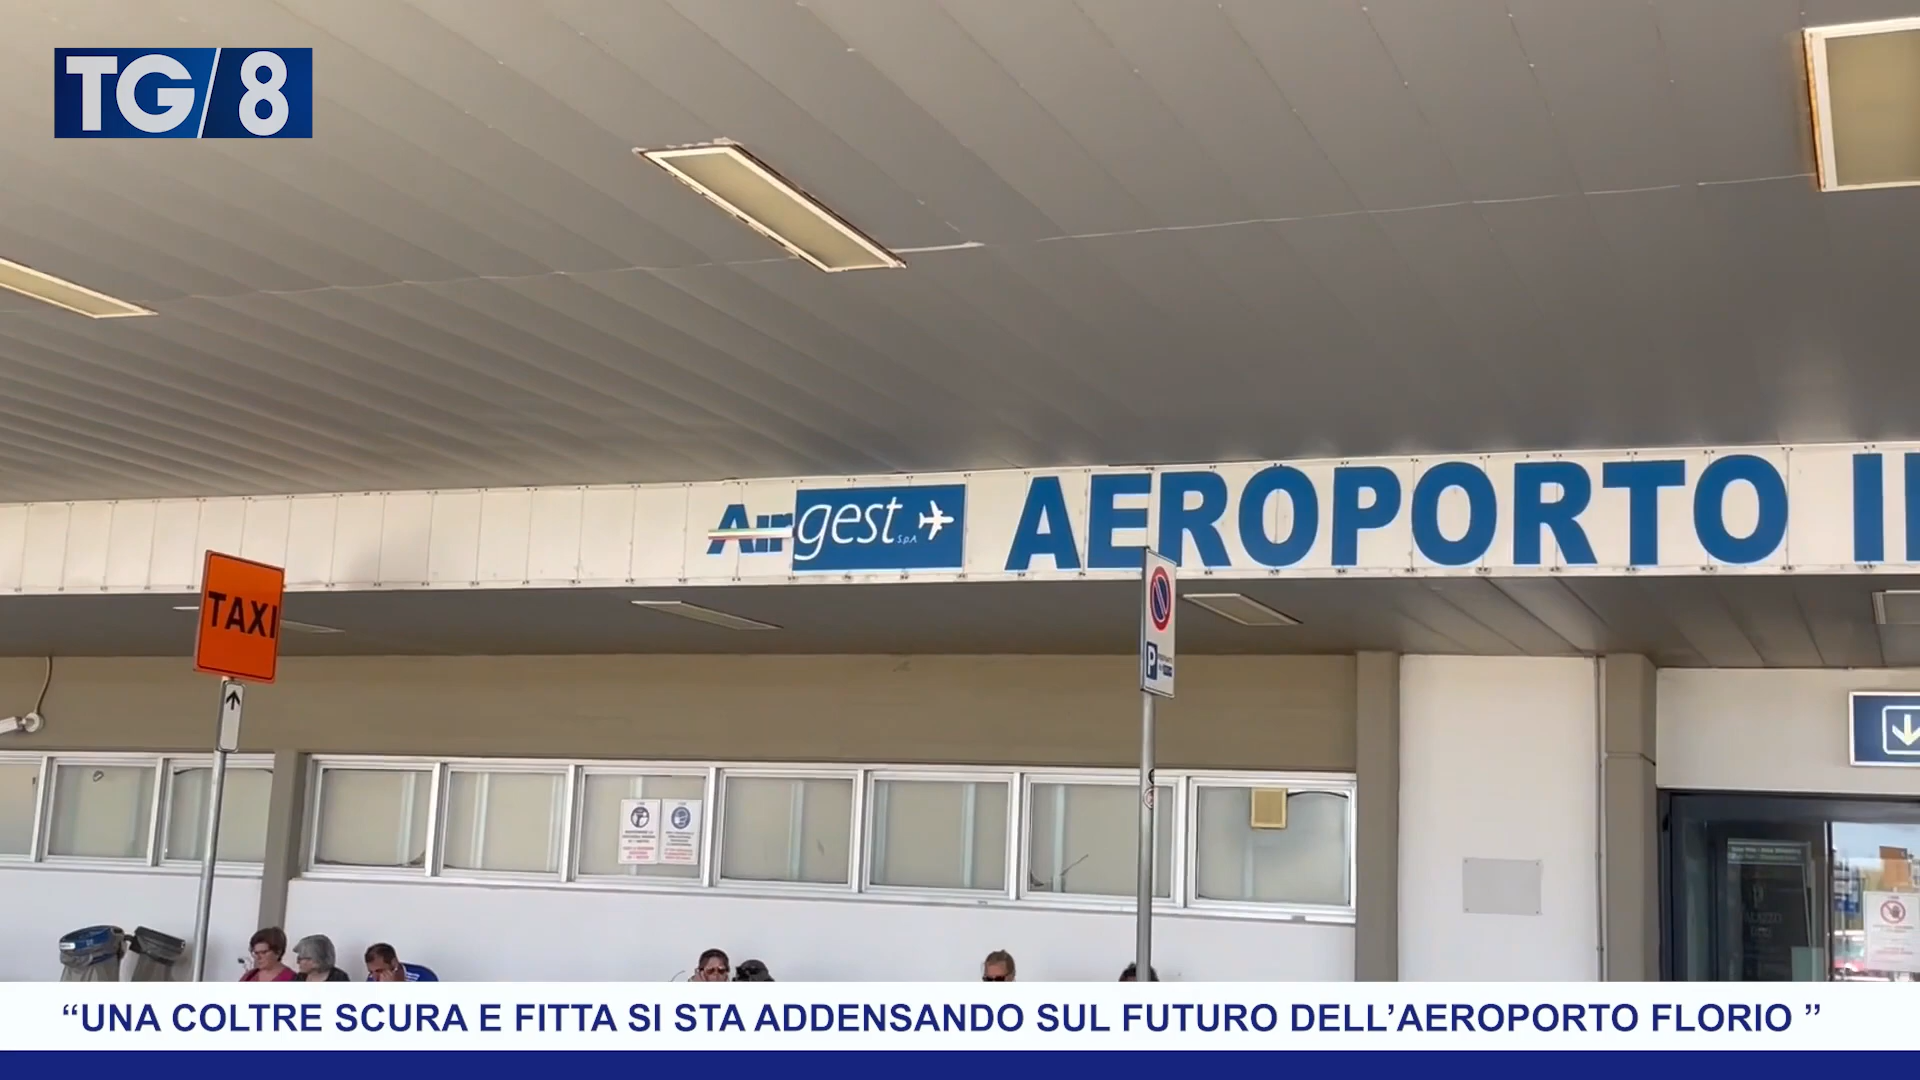 TG/8
Airgest S.p.A.
AEROPORTO I
TAXI
P
“UNA COLTRE SCURA E FITTA SI STA ADDENSANDO SUL FUTURO DELL’AEROPORTO FLORIO ”